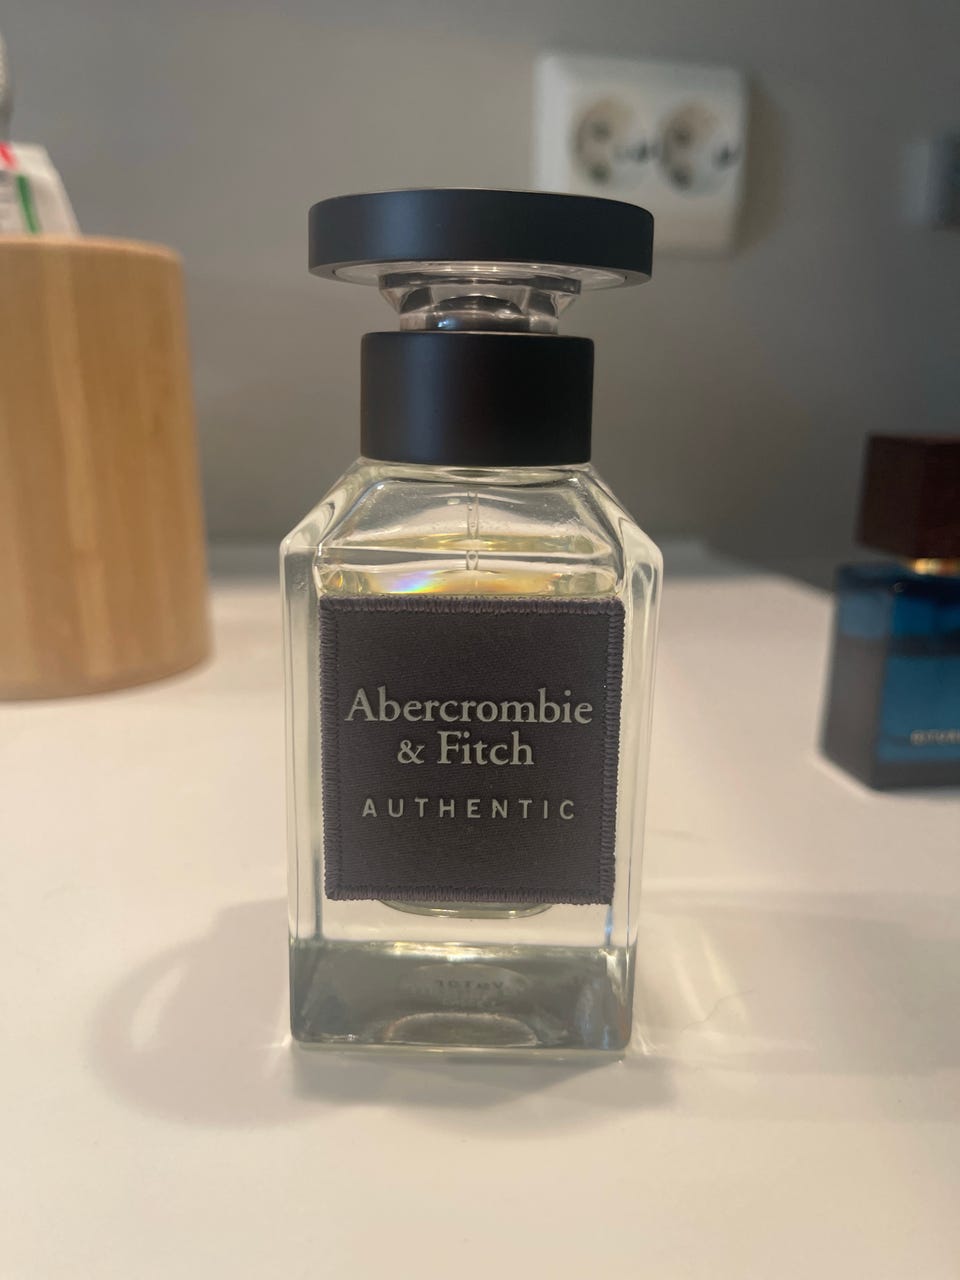 Abercrombie
& Fitch
AUTHENTIC